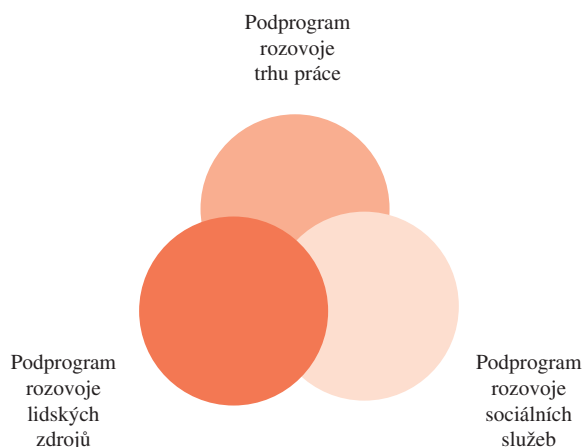 Podprogram
rozovoje
trhu práce
Podprogram
rozovoje
lidských
zdrojů
Podprogram
rozovoje
sociálních
služeb